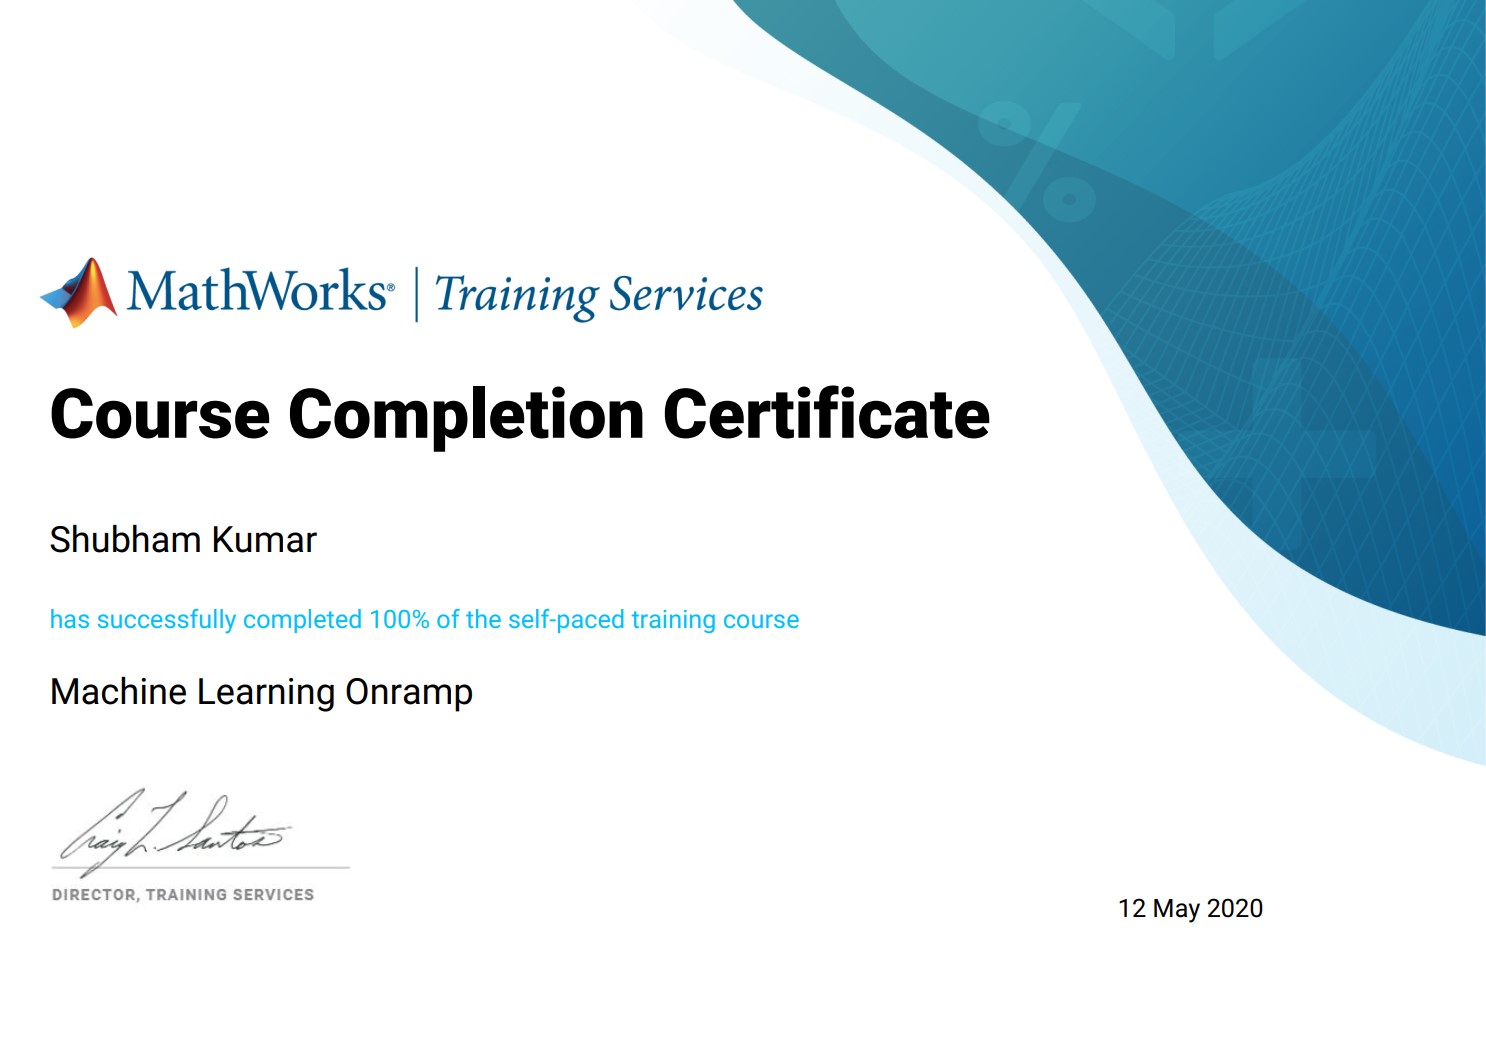 MathWorks® | Training Services
Course Completion Certificate
Shubham Kumar
has successfully completed 100% of the self-paced training course
Machine Learning Onramp
Craig L. Santos
DIRECTOR, TRAINING SERVICES
12 May 2020